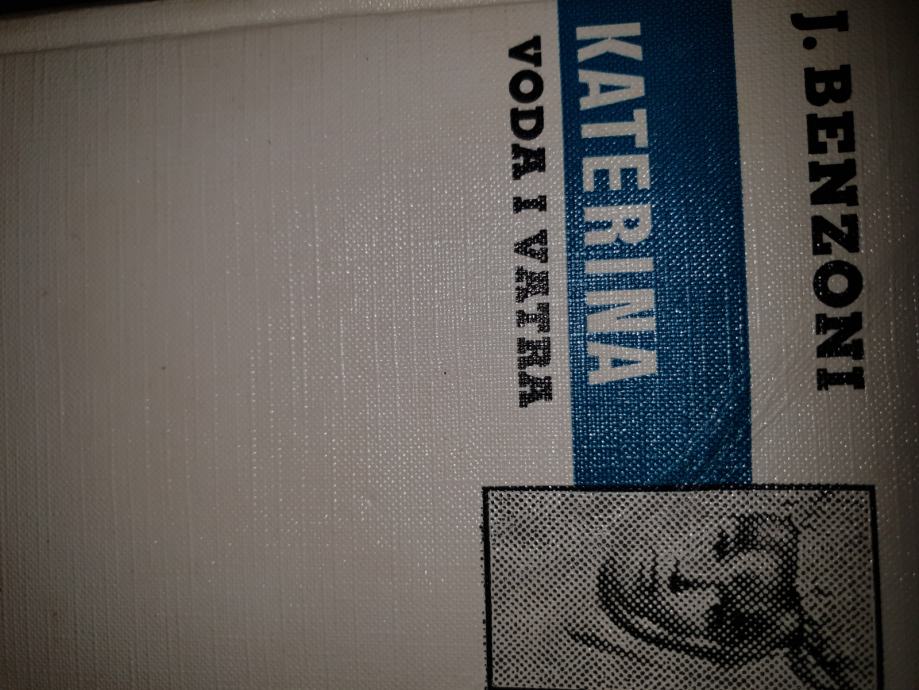 J. BENZONI
KATERINA
VODA I VATRA